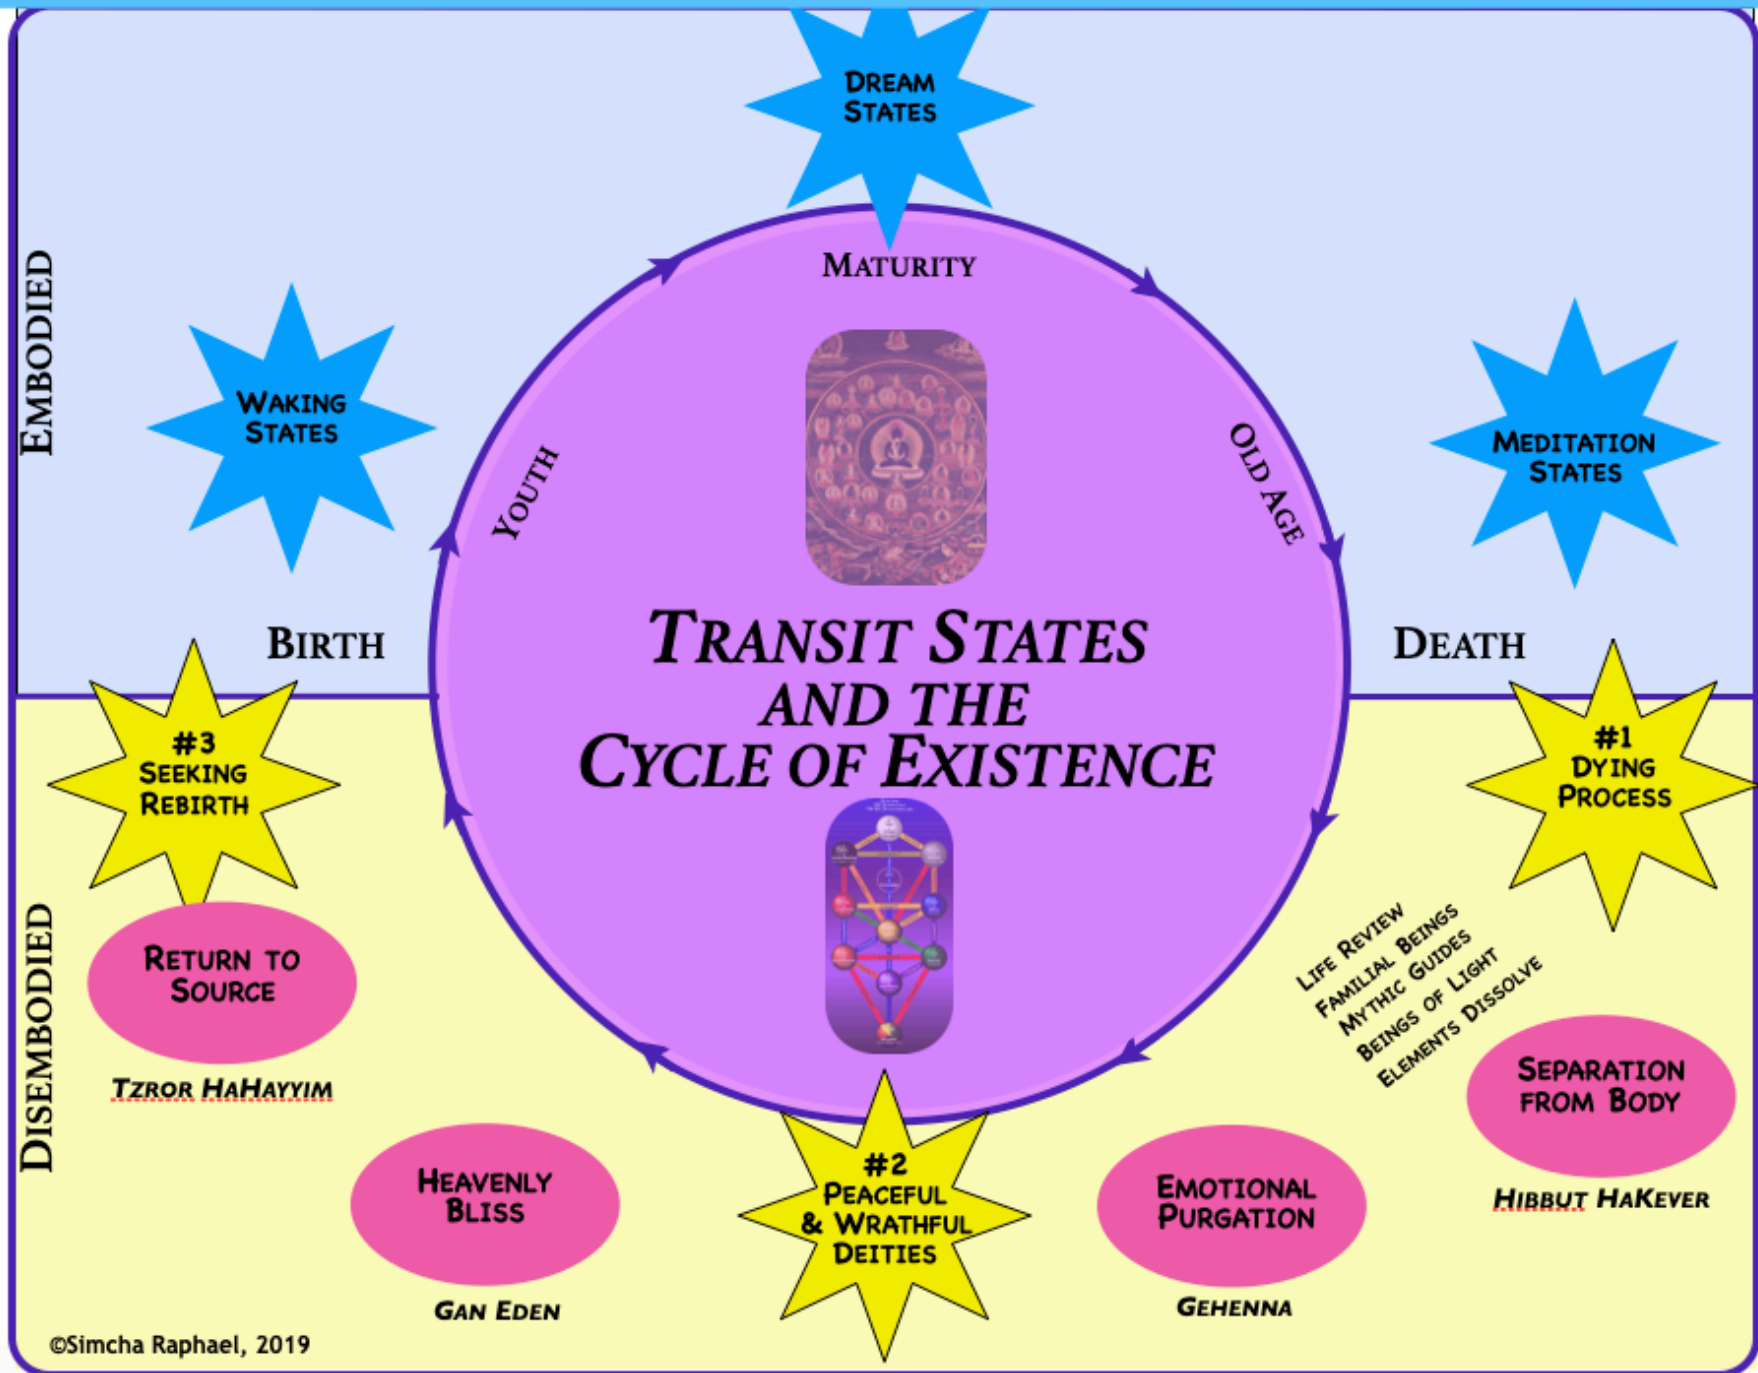 DREAM
STATES
EMBODIED
WAKING
STATES
MATURITY
YOUTH
OLD AGE
MEDITATION
STATES
BIRTH
DEATH
TRANSIT STATES
AND THE
CYCLE OF EXISTENCE
#3
SEEKING
REBIRTH
#1
DYING
PROCESS
DISEMBODIED
RETURN TO
SOURCE
TZROR HAHAYYIM
LIFE REVIEW
FAMILIAL BEINGS
MYTHIC GUIDES
BEINGS OF LIGHT
ELEMENTS DISSOLVE
SEPARATION
FROM BODY
HIBBUT HAKEVER
HEAVENLY
BLISS
GAN EDEN
#2
PEACEFUL
& WRATHFUL
DEITIES
EMOTIONAL
PURGATION
GEHENNA
©Simcha Raphael, 2019